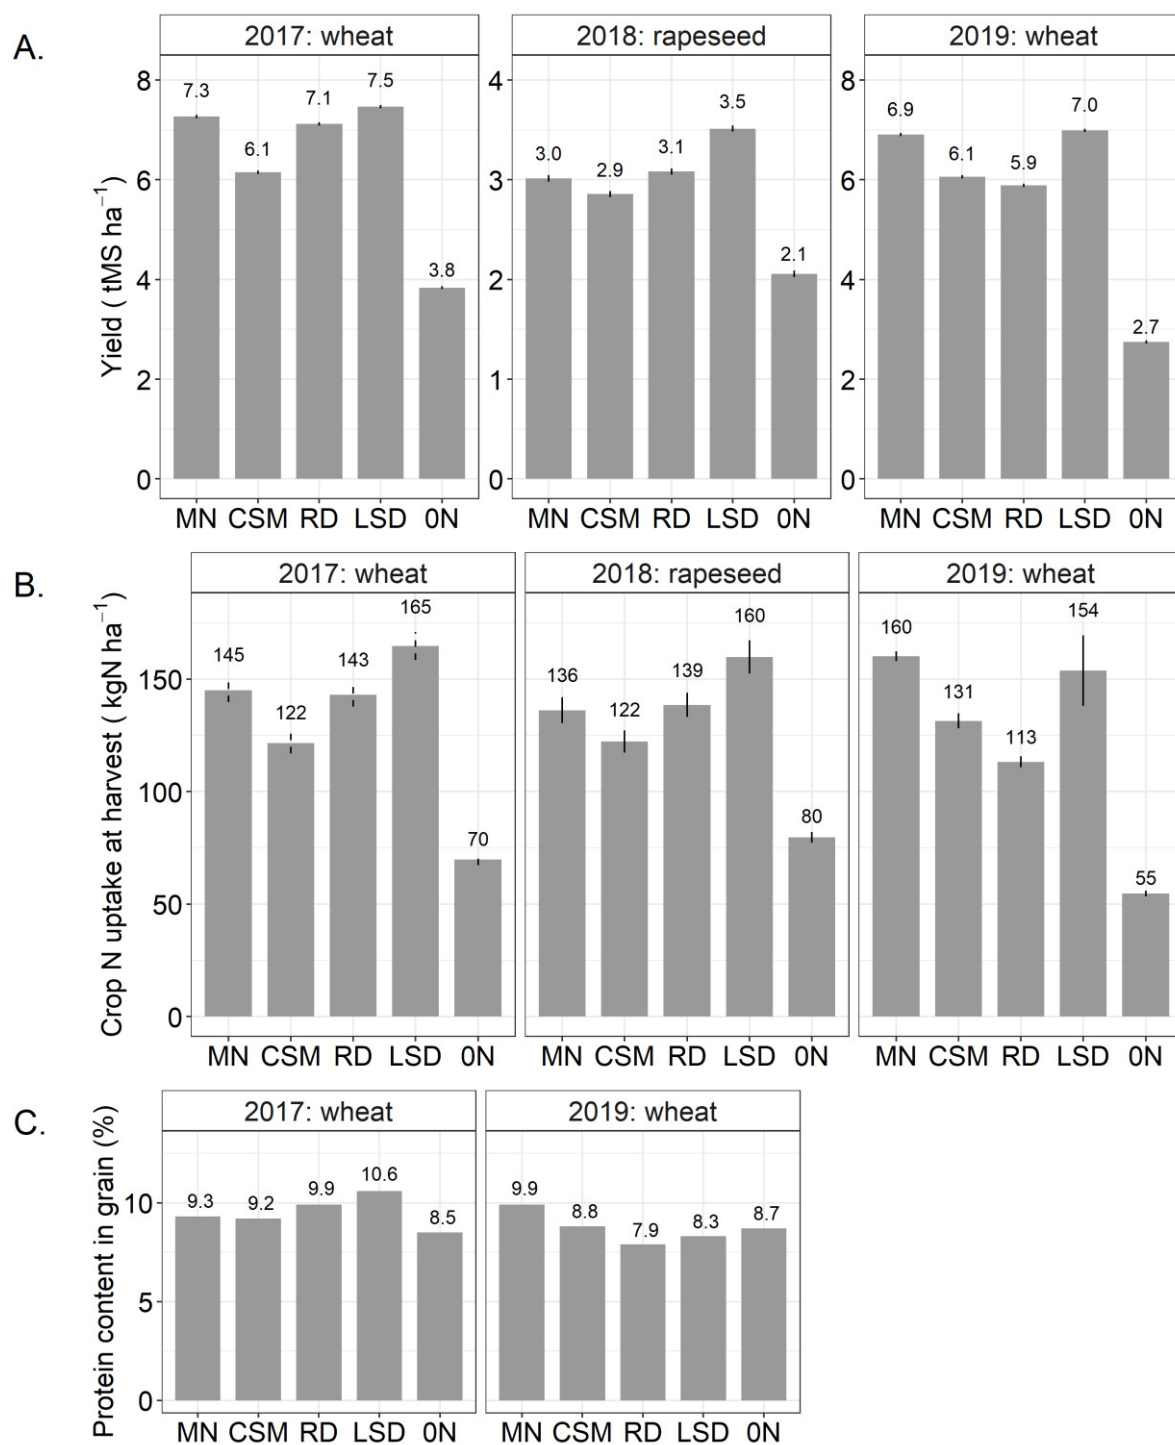 A.
2017: wheat
2018: rapeseed
2019: wheat
Yield ( tMS ha⁻¹)
8
6
4
2
0
7.3
6.1
7.1
7.5
3.8
MN CSM RD LSD 0N
4
3
2
1
0
3.0
2.9
3.1
3.5
2.1
MN CSM RD LSD 0N
8
6
4
2
0
6.9
6.1
5.9
7.0
2.7
MN CSM RD LSD 0N
B.
2017: wheat
2018: rapeseed
2019: wheat
Crop N uptake at harvest ( kgN ha⁻¹)
150
100
50
0
145
122
143
165
70
MN CSM RD LSD 0N
136
122
139
160
80
MN CSM RD LSD 0N
160
131
113
154
55
MN CSM RD LSD 0N
C.
2017: wheat
2019: wheat
Protein content in grain (%)
10
5
0
9.3
9.2
9.9
10.6
8.5
MN CSM RD LSD 0N
9.9
8.8
7.9
8.3
8.7
MN CSM RD LSD 0N